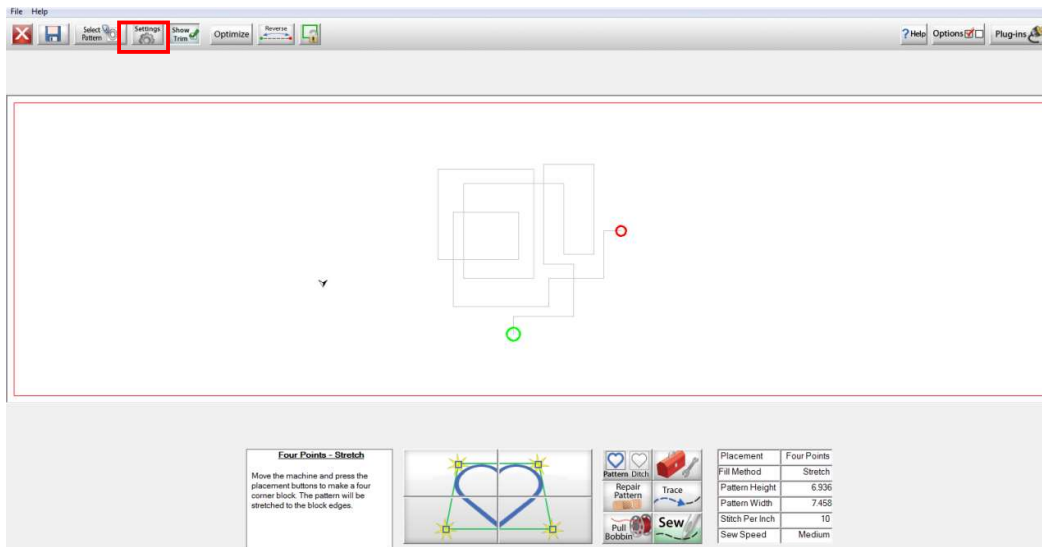 File Help
Select
Pattern
Settings
Show
Trim
Optimize
Reverse
? Help
Options
Plug-ins
Four Points - Stretch
Move the machine and press the
placement buttons to make a four
corner block. The pattern will be
stretched to the block edges.
Pattern Ditch
Repair
Pattern
Trace
Pull
Bobbin
Sew
Placement Four Points
Fill Method Stretch
Pattern Height 6.936
Pattern Width 7.458
Stitch Per Inch 10
Sew Speed Medium